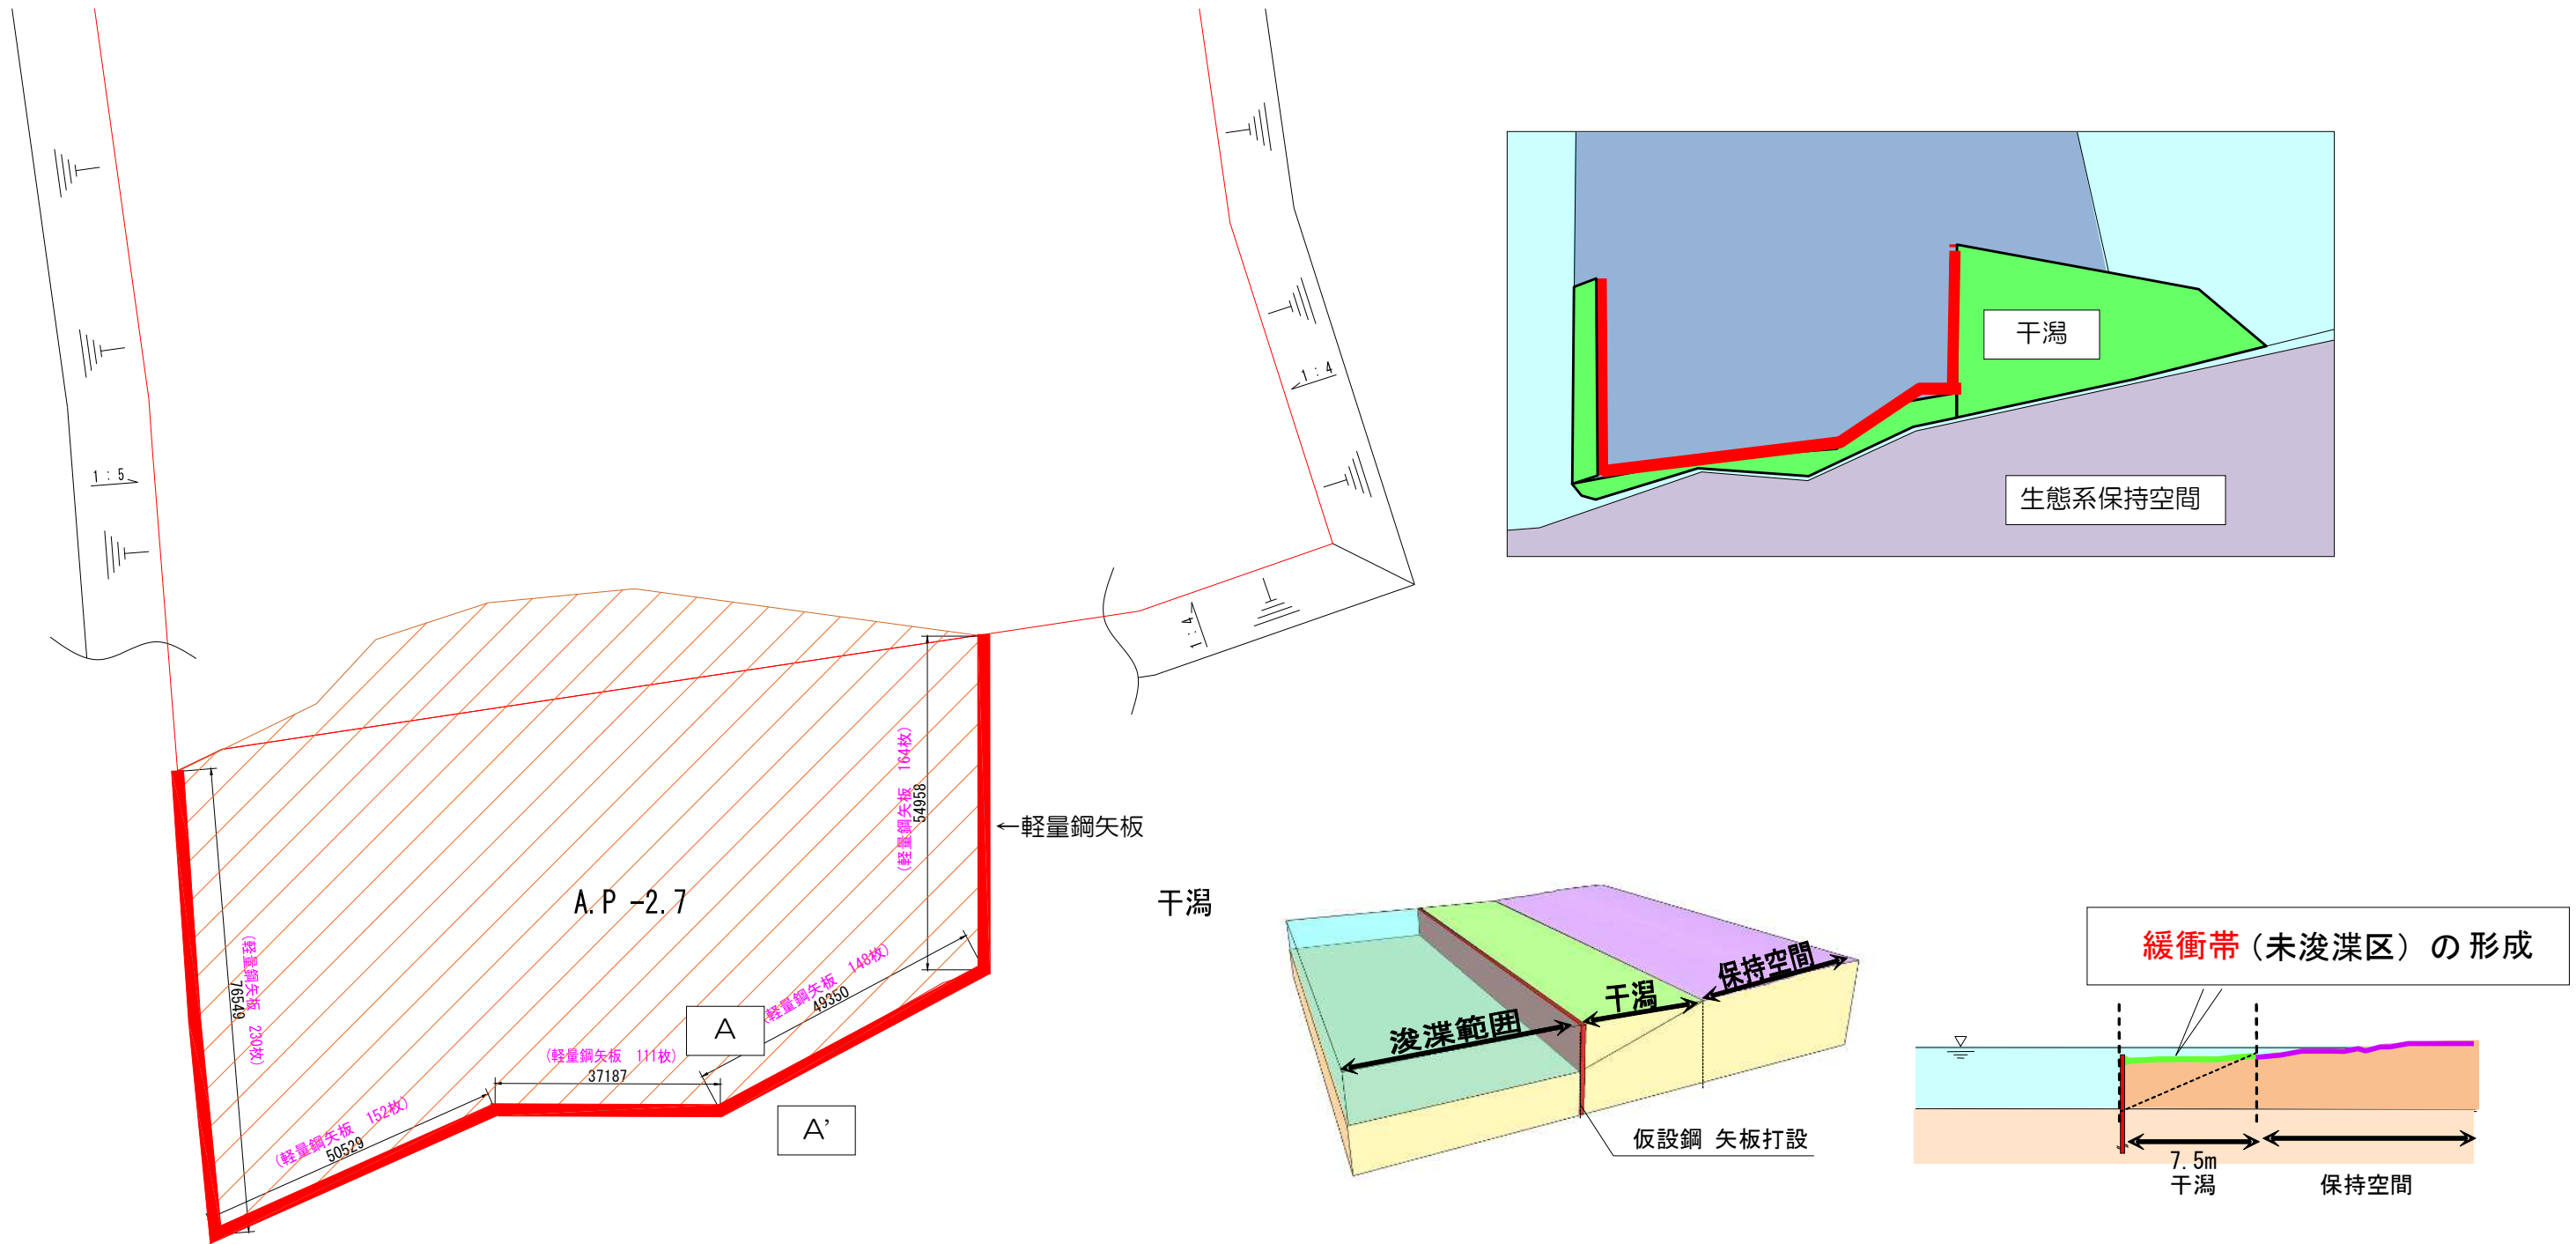 1 : 5
1 : 4
1 : 4
干潟
生態系保持空間
A.P -2.7
(軽量鋼矢板 164枚)
54958
←軽量鋼矢板
(軽量鋼矢板 230枚)
76549
(軽量鋼矢板 148枚)
49350
A
(軽量鋼矢板 111枚)
37187
(軽量鋼矢板 152枚)
50529
A’
干潟
浚渫範囲
干潟
保持空間
仮設鋼 矢板打設
緩衝帯(未浚渫区)の形成
7.5m
干潟
保持空間